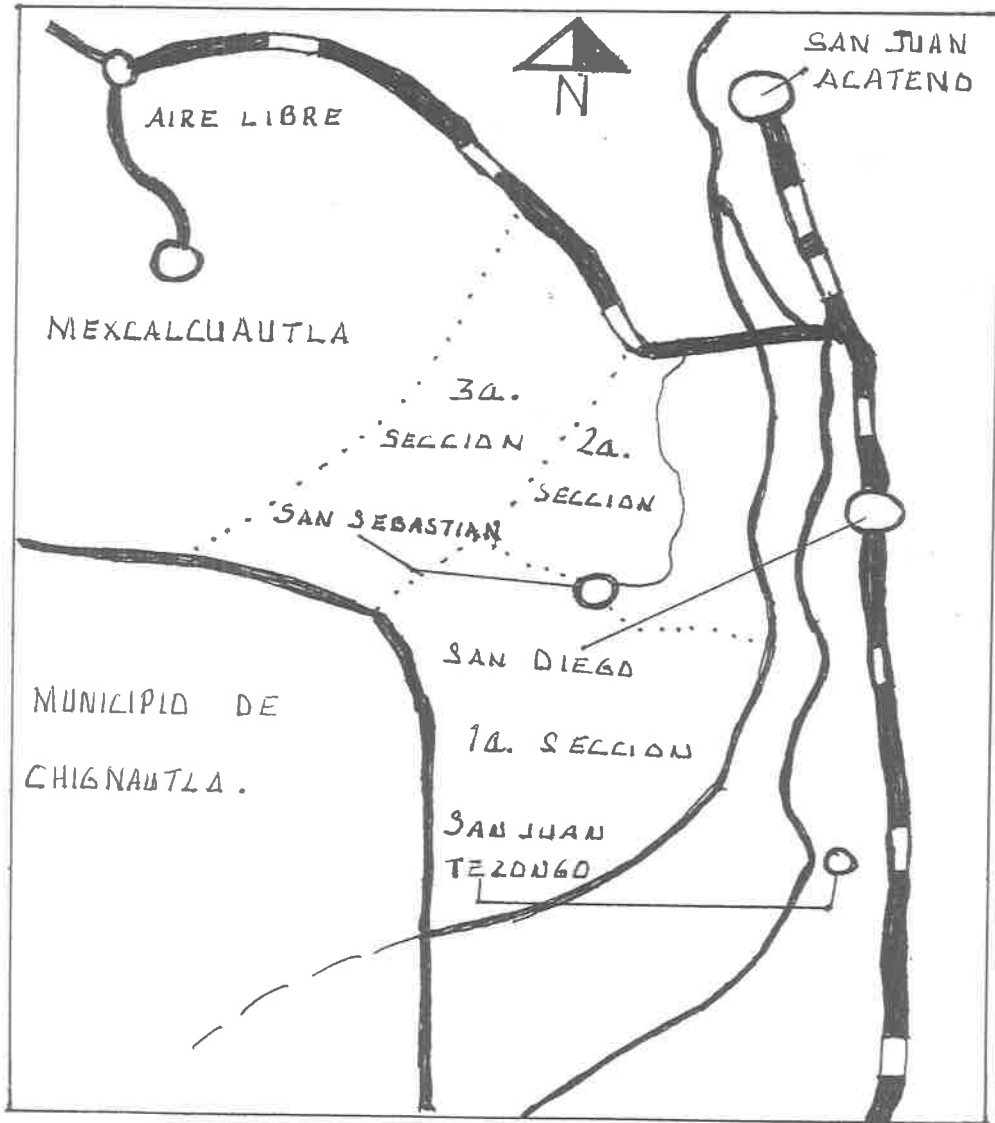 SAN JUAN
ACATENO
N
AIRE LIBRE
MEXCALCUAUTLA
3a.
SECCION
2a.
SECCION
SAN SEBASTIAN
SAN DIEGO
MUNICIPIO DE
CHIGNAUTLA.
1a. SECCION
SAN JUAN
TEZONGO